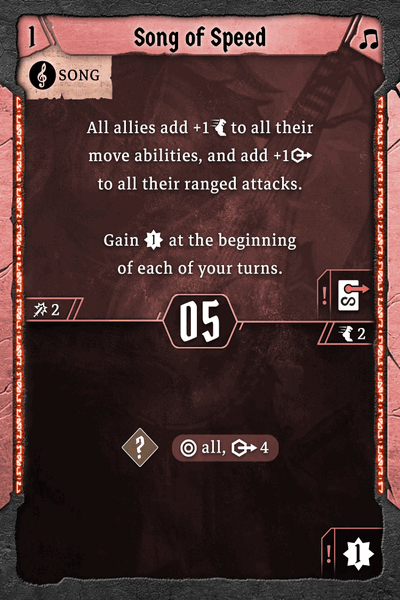 1
Song of Speed
SONG
All allies add +1 to all their
move abilities, and add +1
to all their ranged attacks.
Gain 1 at the beginning
of each of your turns.
!
2
05
! 2
? all, 4
! 1